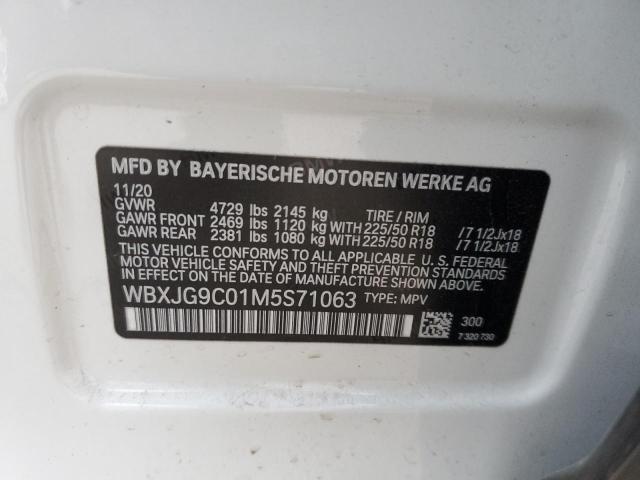 MFD BY BAYERISCHE MOTOREN WERKE AG
11/20
GVWR 4729 lbs 2145 kg TIRE / RIM
GAWR FRONT 2469 lbs 1120 kg WITH 225/50 R18 /7 1/2Jx18
GAWR REAR 2381 lbs 1080 kg WITH 225/50 R18 /7 1/2Jx18
THIS VEHICLE CONFORMS TO ALL APPLICABLE U. S. FEDERAL
MOTOR VEHICLE SAFETY, BUMPER, AND THEFT PREVENTION STANDARDS
IN EFFECT ON THE DATE OF MANUFACTURE SHOWN ABOVE.
WBXJG9C01M5S71063 TYPE: MPV
300
7 320 730